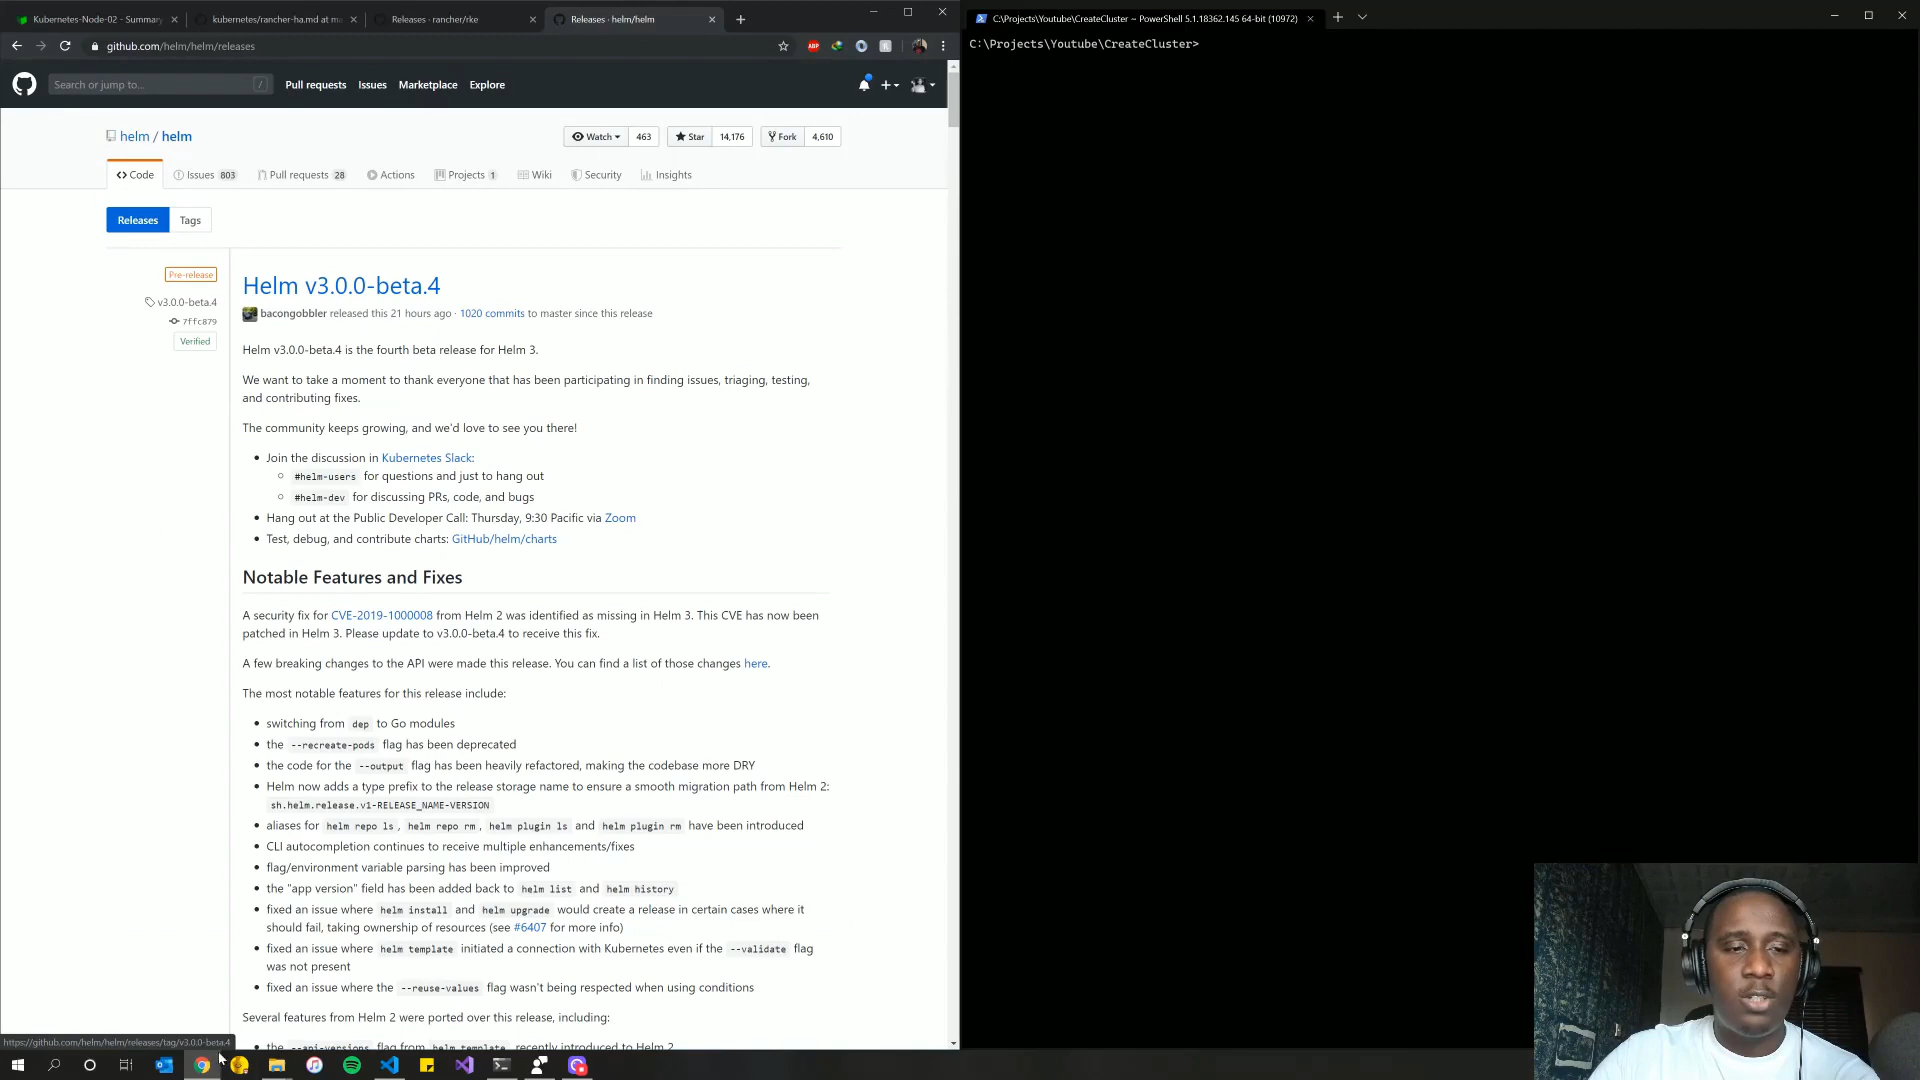 Kubernetes-Node-02 - Summary
kubernetes/rancher-ha.md at ma
Releases · rancher/rke
Releases · helm/helm
github.com/helm/helm/releases
ABP
Search or jump to...
/
Pull requests
Issues
Marketplace
Explore
helm / helm
Watch
463
Star
14,176
Fork
4,610
Code
Issues 803
Pull requests 28
Actions
Projects 1
Wiki
Security
Insights
Releases
Tags
Pre-release
v3.0.0-beta.4
7ffc879
Verified
Helm v3.0.0-beta.4
bacongobbler released this 21 hours ago · 1020 commits to master since this release
Helm v3.0.0-beta.4 is the fourth beta release for Helm 3.
We want to take a moment to thank everyone that has been participating in finding issues, triaging, testing,
and contributing fixes.
The community keeps growing, and we'd love to see you there!
Join the discussion in Kubernetes Slack:
#helm-users for questions and just to hang out
#helm-dev for discussing PRs, code, and bugs
Hang out at the Public Developer Call: Thursday, 9:30 Pacific via Zoom
Test, debug, and contribute charts: GitHub/helm/charts
Notable Features and Fixes
A security fix for CVE-2019-1000008 from Helm 2 was identified as missing in Helm 3. This CVE has now been
patched in Helm 3. Please update to v3.0.0-beta.4 to receive this fix.
A few breaking changes to the API were made this release. You can find a list of those changes here.
The most notable features for this release include:
switching from dep to Go modules
the --recreate-pods flag has been deprecated
the code for the --output flag has been heavily refactored, making the codebase more DRY
Helm now adds a type prefix to the release storage name to ensure a smooth migration path from Helm 2:
sh.helm.release.v1-RELEASE_NAME-VERSION
aliases for helm repo ls, helm repo rm, helm plugin ls and helm plugin rm have been introduced
CLI autocompletion continues to receive multiple enhancements/fixes
flag/environment variable parsing has been improved
the "app version" field has been added back to helm list and helm history
fixed an issue where helm install and helm upgrade would create a release in certain cases where it
should fail, taking ownership of resources (see #6407 for more info)
fixed an issue where helm template initiated a connection with Kubernetes even if the --validate flag
was not present
fixed an issue where the --reuse-values flag wasn't being respected when using conditions
Several features from Helm 2 were ported over this release, including:
the --api-versions flag from helm template, recently introduced to Helm 2
https://github.com/helm/helm/releases/tag/v3.0.0-beta.4
C:\Projects\Youtube\CreateCluster ~ PowerShell 5.1.18362.145 64-bit (10972)
C:\Projects\Youtube\CreateCluster>